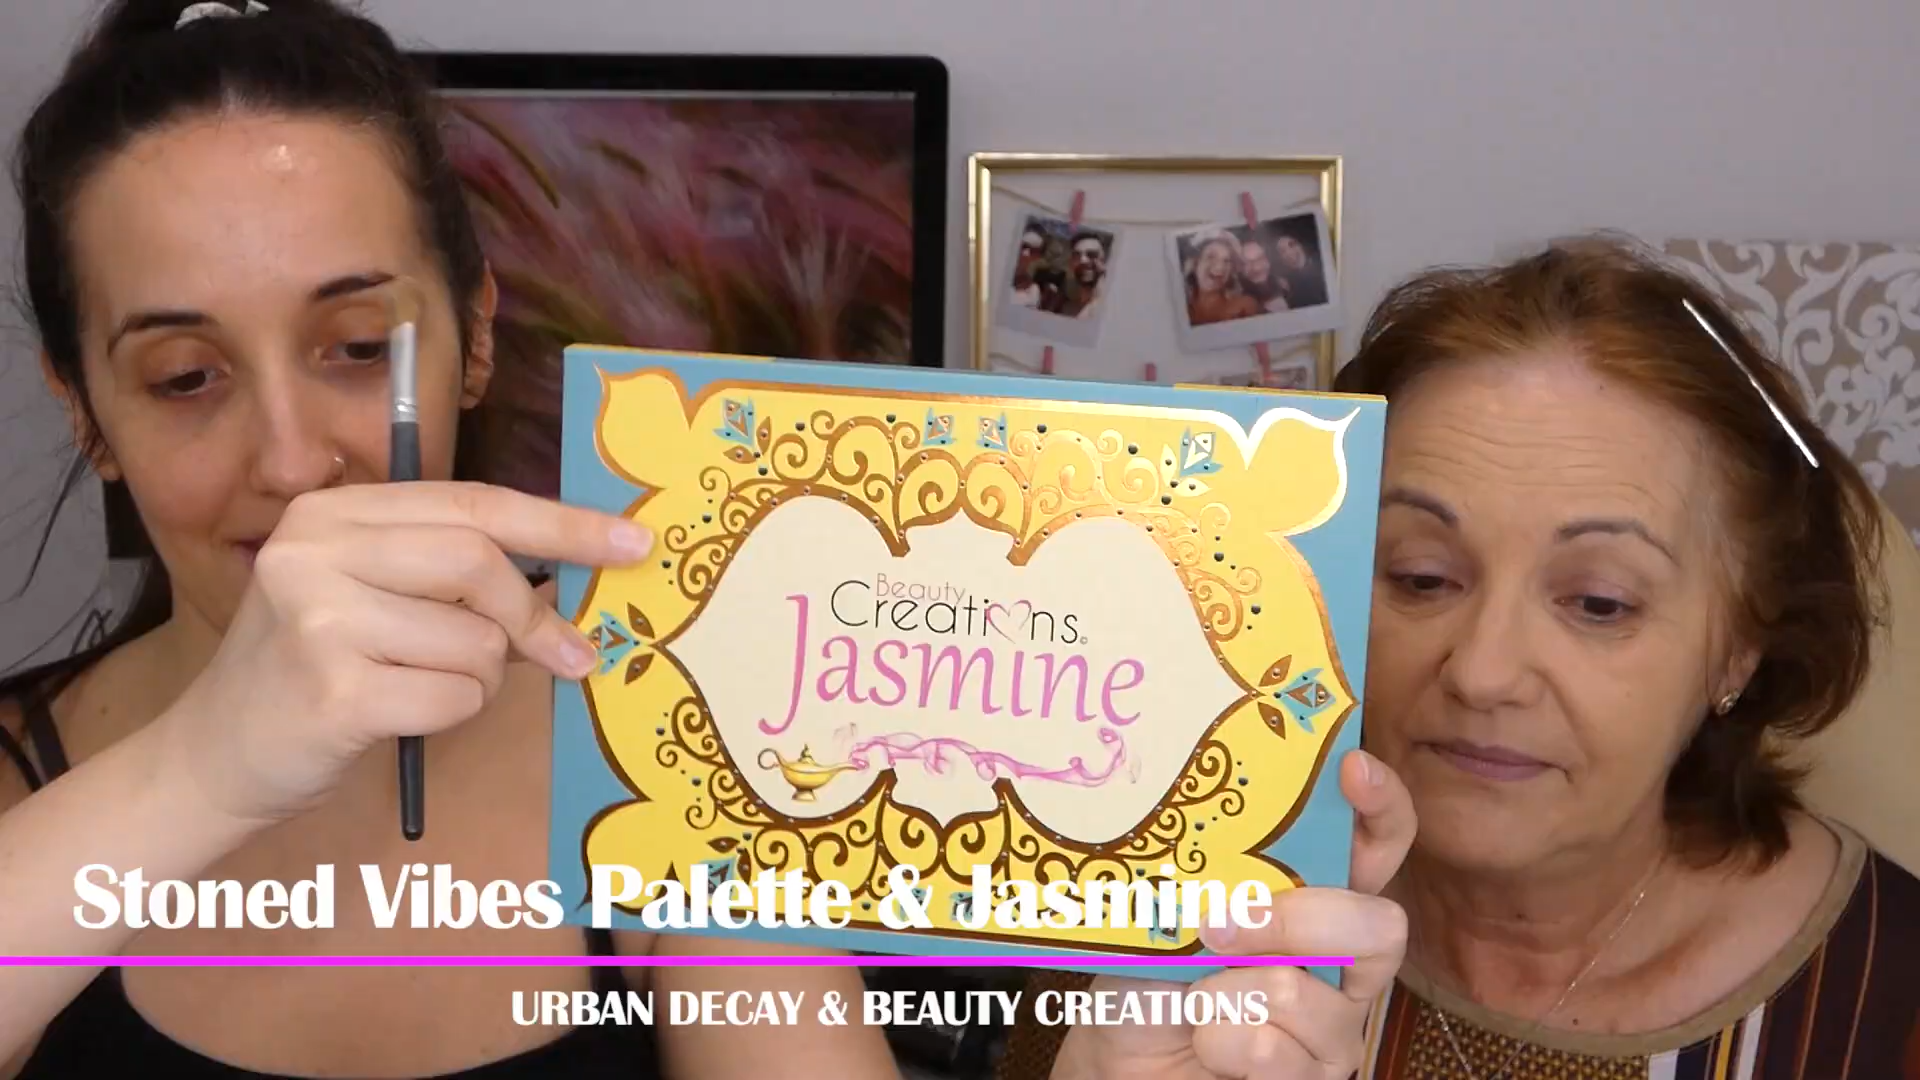 Beauty
Creations
Jasmine
Stoned Vibes Palette & Jasmine
URBAN DECAY & BEAUTY CREATIONS